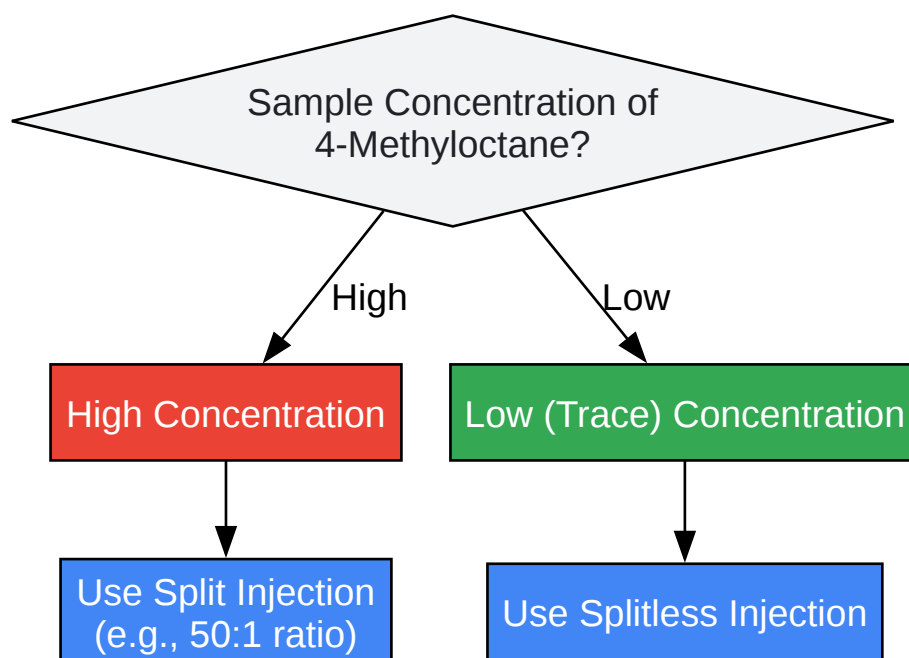 Sample Concentration of
4-Methyloctane?
High
Low
High Concentration
Low (Trace) Concentration
Use Split Injection
(e.g., 50:1 ratio)
Use Splitless Injection